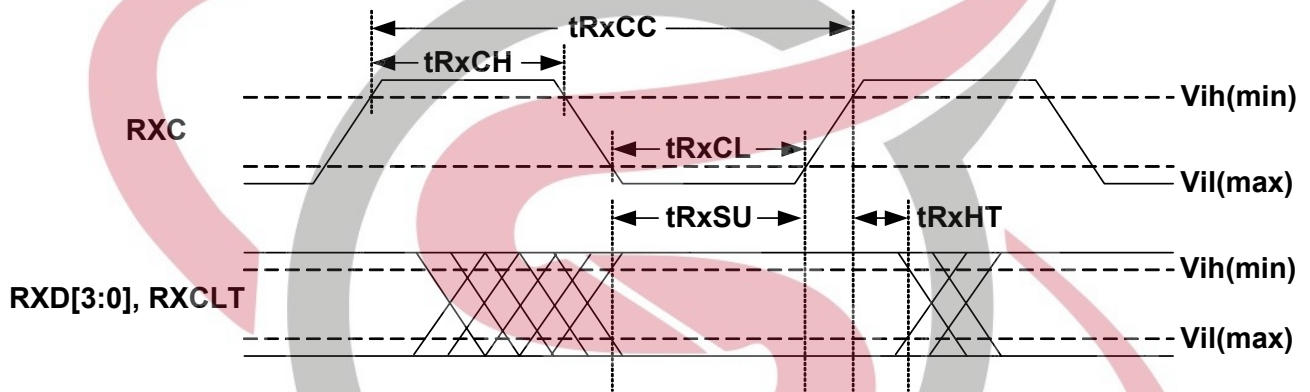 tRxCC
tRxCH
Vih(min)
RXC
tRxCL
Vil(max)
tRxSU
tRxHT
Vih(min)
RXD[3:0], RXCLT
Vil(max)